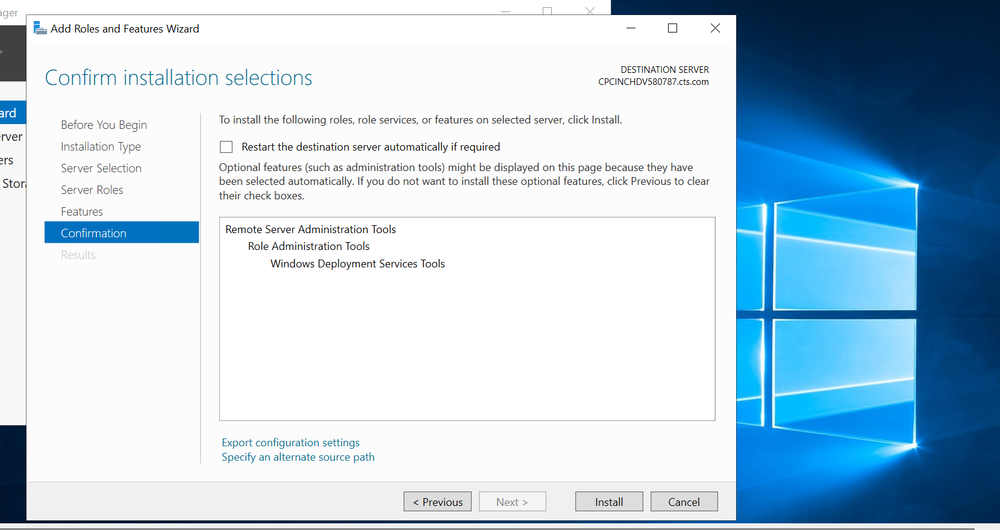 ager
Add Roles and Features Wizard
Confirm installation selections
DESTINATION SERVER
CPCINCHDV580787.cts.com
ard
erver
ers
Stora
Before You Begin
Installation Type
Server Selection
Server Roles
Features
Confirmation
Results
To install the following roles, role services, or features on selected server, click Install.
Restart the destination server automatically if required
Optional features (such as administration tools) might be displayed on this page because they have
been selected automatically. If you do not want to install these optional features, click Previous to clear
their check boxes.
Remote Server Administration Tools
Role Administration Tools
Windows Deployment Services Tools
Export configuration settings
Specify an alternate source path
< Previous
Next >
Install
Cancel